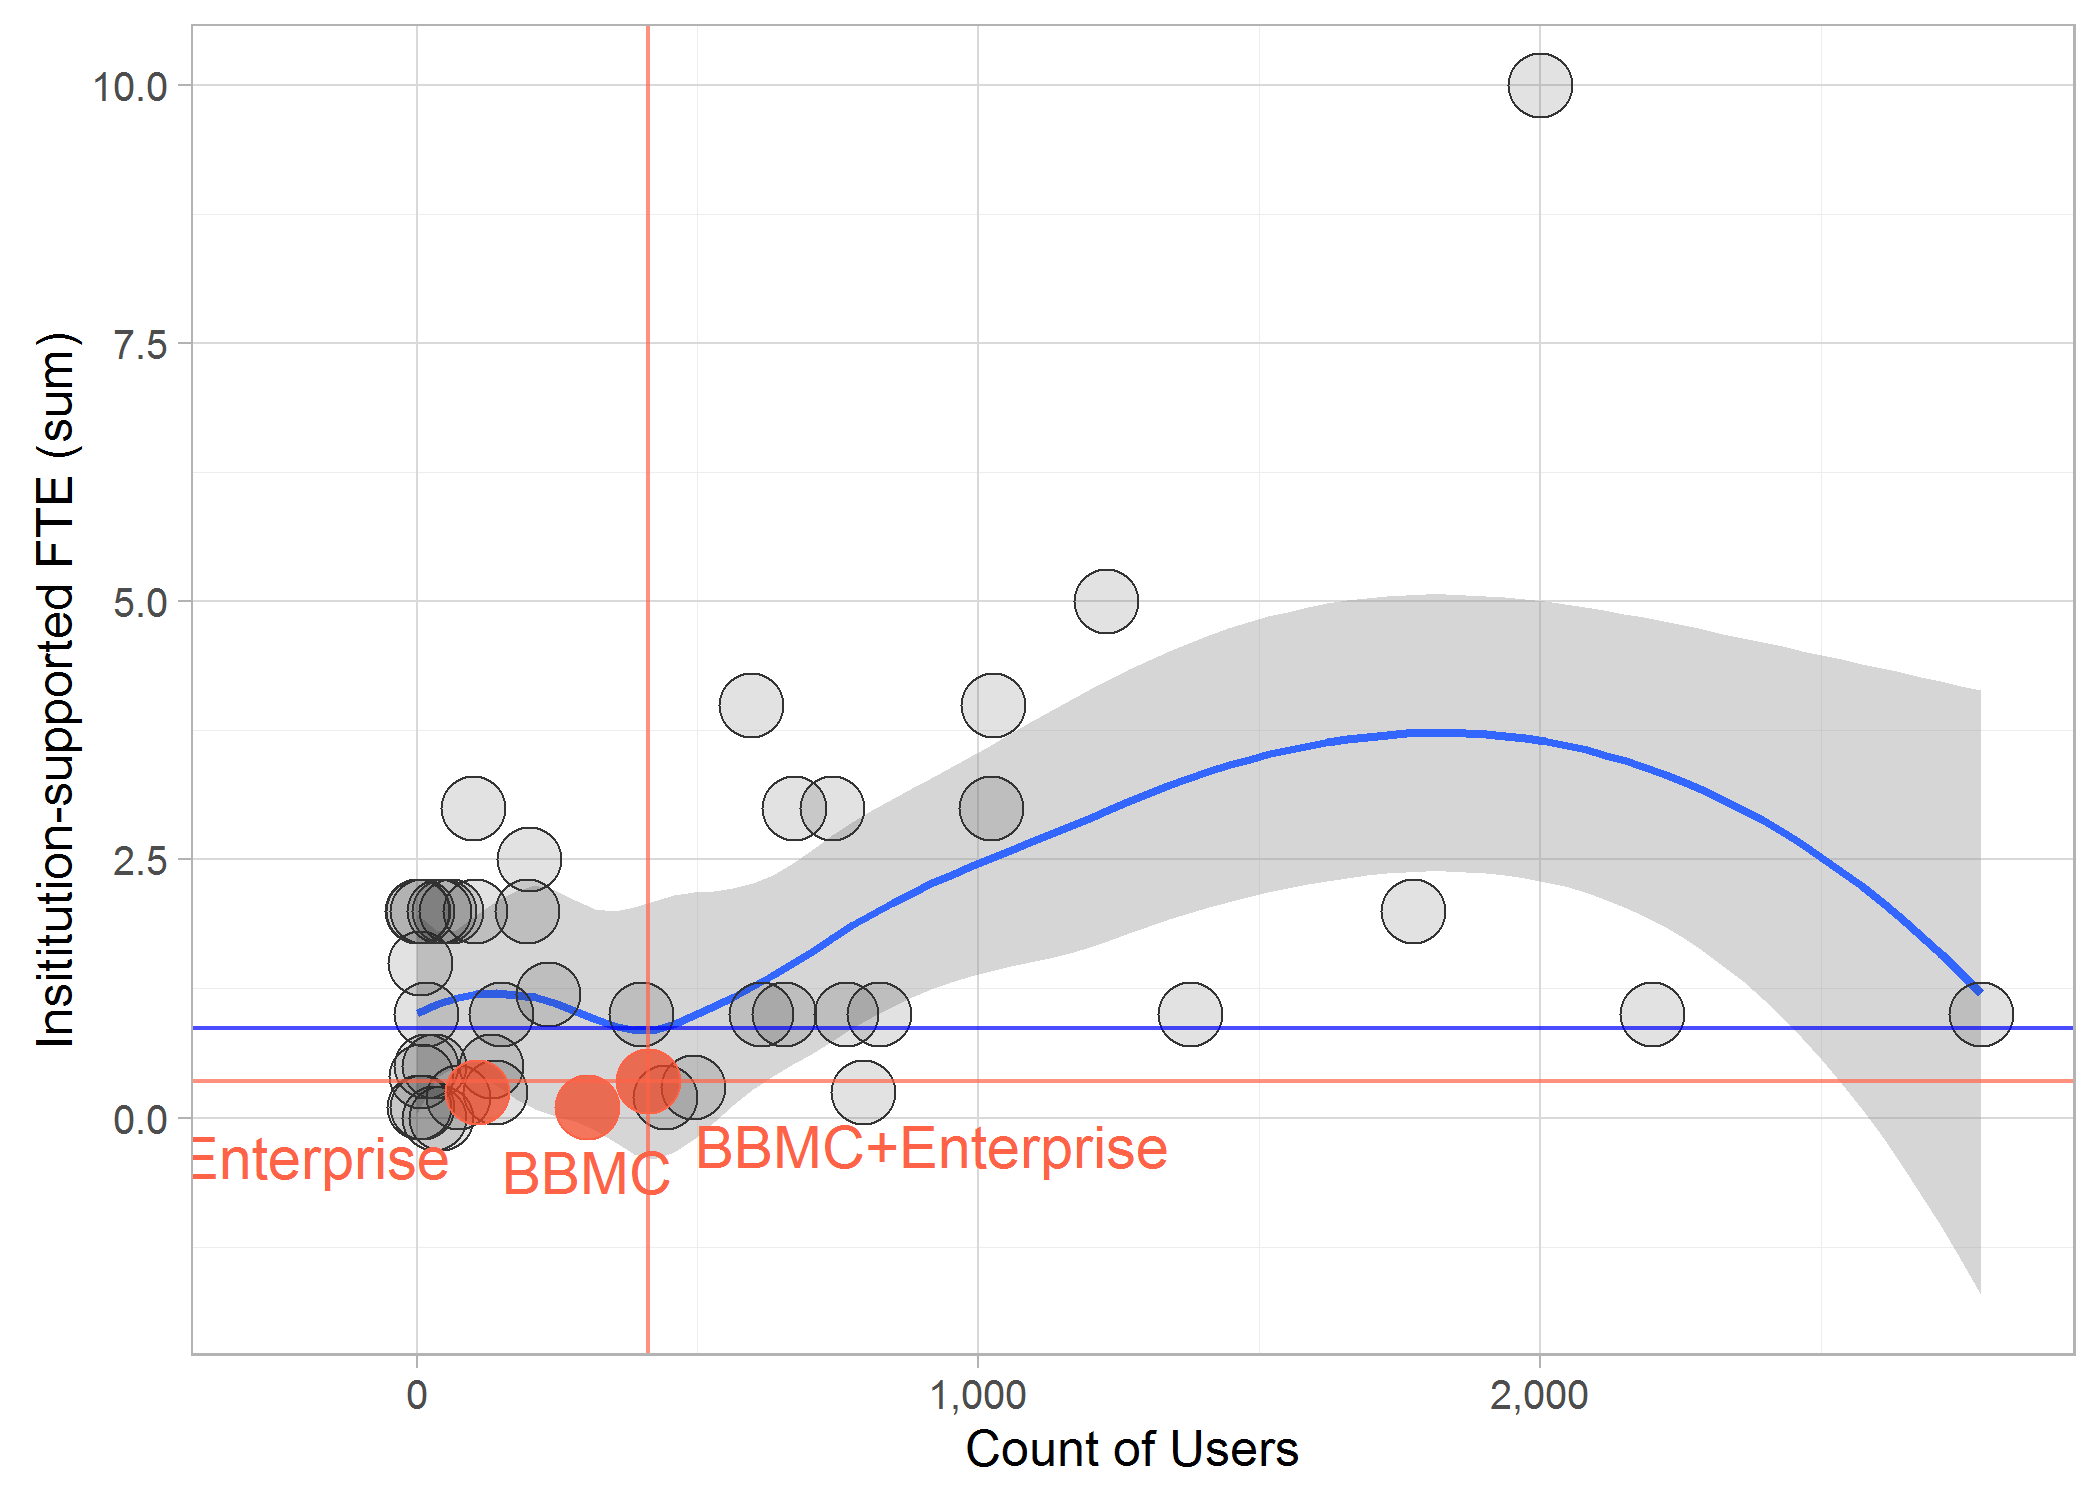 Insititution-supported FTE (sum)
10.0
7.5
5.0
2.5
0.0
Enterprise
BBMC
BBMC+Enterprise
0
1,000
2,000
Count of Users